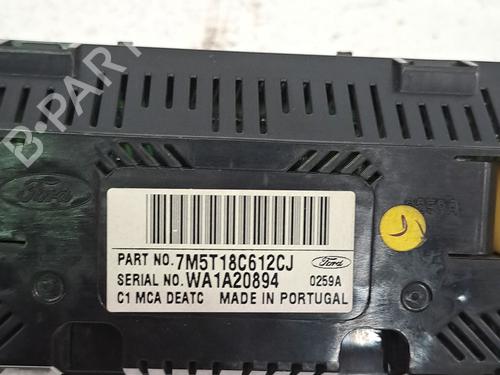 B-PARTS
Ford
PART NO. 7M5T18C612CJ
Ford
SERIAL NO. WA1A20894
0259A
C1 MCA DEATC MADE IN PORTUGAL